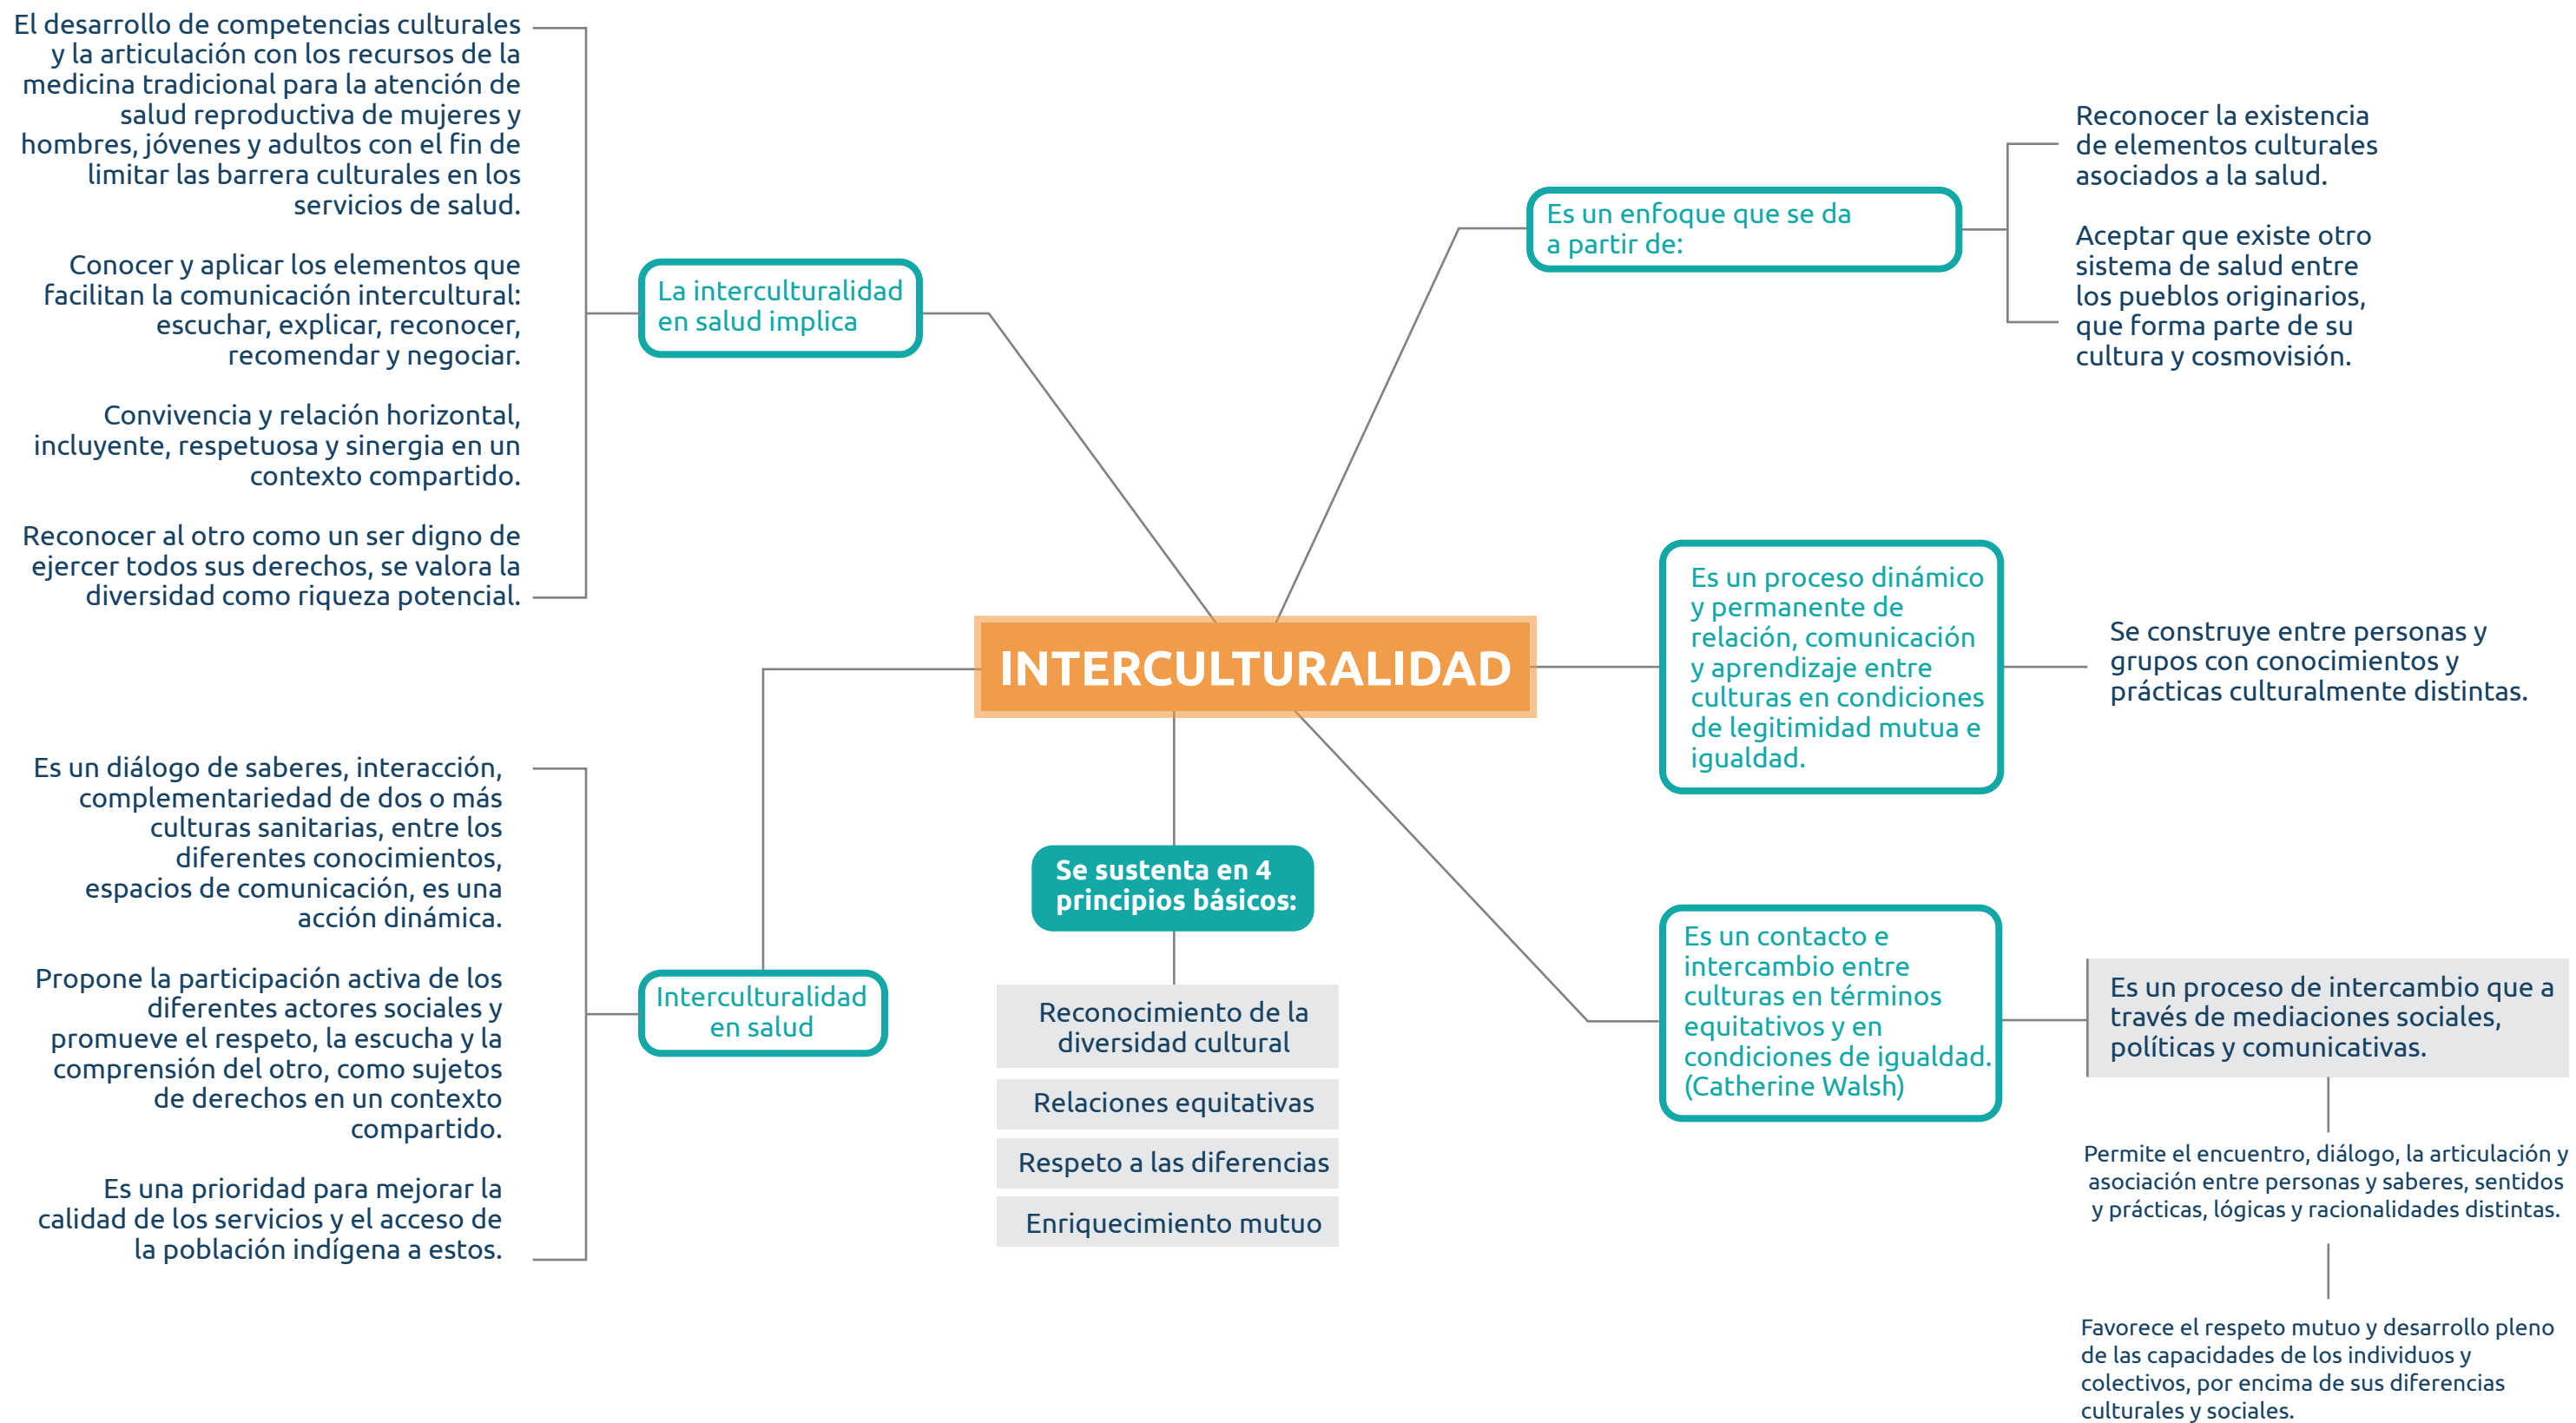 El desarrollo de competencias culturales
y la articulación con los recursos de la
medicina tradicional para la atención de
salud reproductiva de mujeres y
hombres, jóvenes y adultos con el fin de
limitar las barrera culturales en los
servicios de salud.
Conocer y aplicar los elementos que
facilitan la comunicación intercultural:
escuchar, explicar, reconocer,
recomendar y negociar.
Convivencia y relación horizontal,
incluyente, respetuosa y sinergia en un
contexto compartido.
Reconocer al otro como un ser digno de
ejercer todos sus derechos, se valora la
diversidad como riqueza potencial.
La interculturalidad
en salud implica
Es un enfoque que se da
a partir de:
Reconocer la existencia
de elementos culturales
asociados a la salud.
Aceptar que existe otro
sistema de salud entre
los pueblos originarios,
que forma parte de su
cultura y cosmovisión.
INTERCULTURALIDAD
Es un proceso dinámico
y permanente de
relación, comunicación
y aprendizaje entre
culturas en condiciones
de legitimidad mutua e
igualdad.
Se construye entre personas y
grupos con conocimientos y
prácticas culturalmente distintas.
Es un diálogo de saberes, interacción,
complementariedad de dos o más
culturas sanitarias, entre los
diferentes conocimientos,
espacios de comunicación, es una
acción dinámica.
Propone la participación activa de los
diferentes actores sociales y
promueve el respeto, la escucha y la
comprensión del otro, como sujetos
de derechos en un contexto
compartido.
Es una prioridad para mejorar la
calidad de los servicios y el acceso de
la población indígena a estos.
Interculturalidad
en salud
Se sustenta en 4
principios básicos:
Reconocimiento de la
diversidad cultural
Relaciones equitativas
Respeto a las diferencias
Enriquecimiento mutuo
Es un contacto e
intercambio entre
culturas en términos
equitativos y en
condiciones de igualdad.
(Catherine Walsh)
Es un proceso de intercambio que a
través de mediaciones sociales,
políticas y comunicativas.
Permite el encuentro, diálogo, la articulación y
asociación entre personas y saberes, sentidos
y prácticas, lógicas y racionalidades distintas.
Favorece el respeto mutuo y desarrollo pleno
de las capacidades de los individuos y
colectivos, por encima de sus diferencias
culturales y sociales.